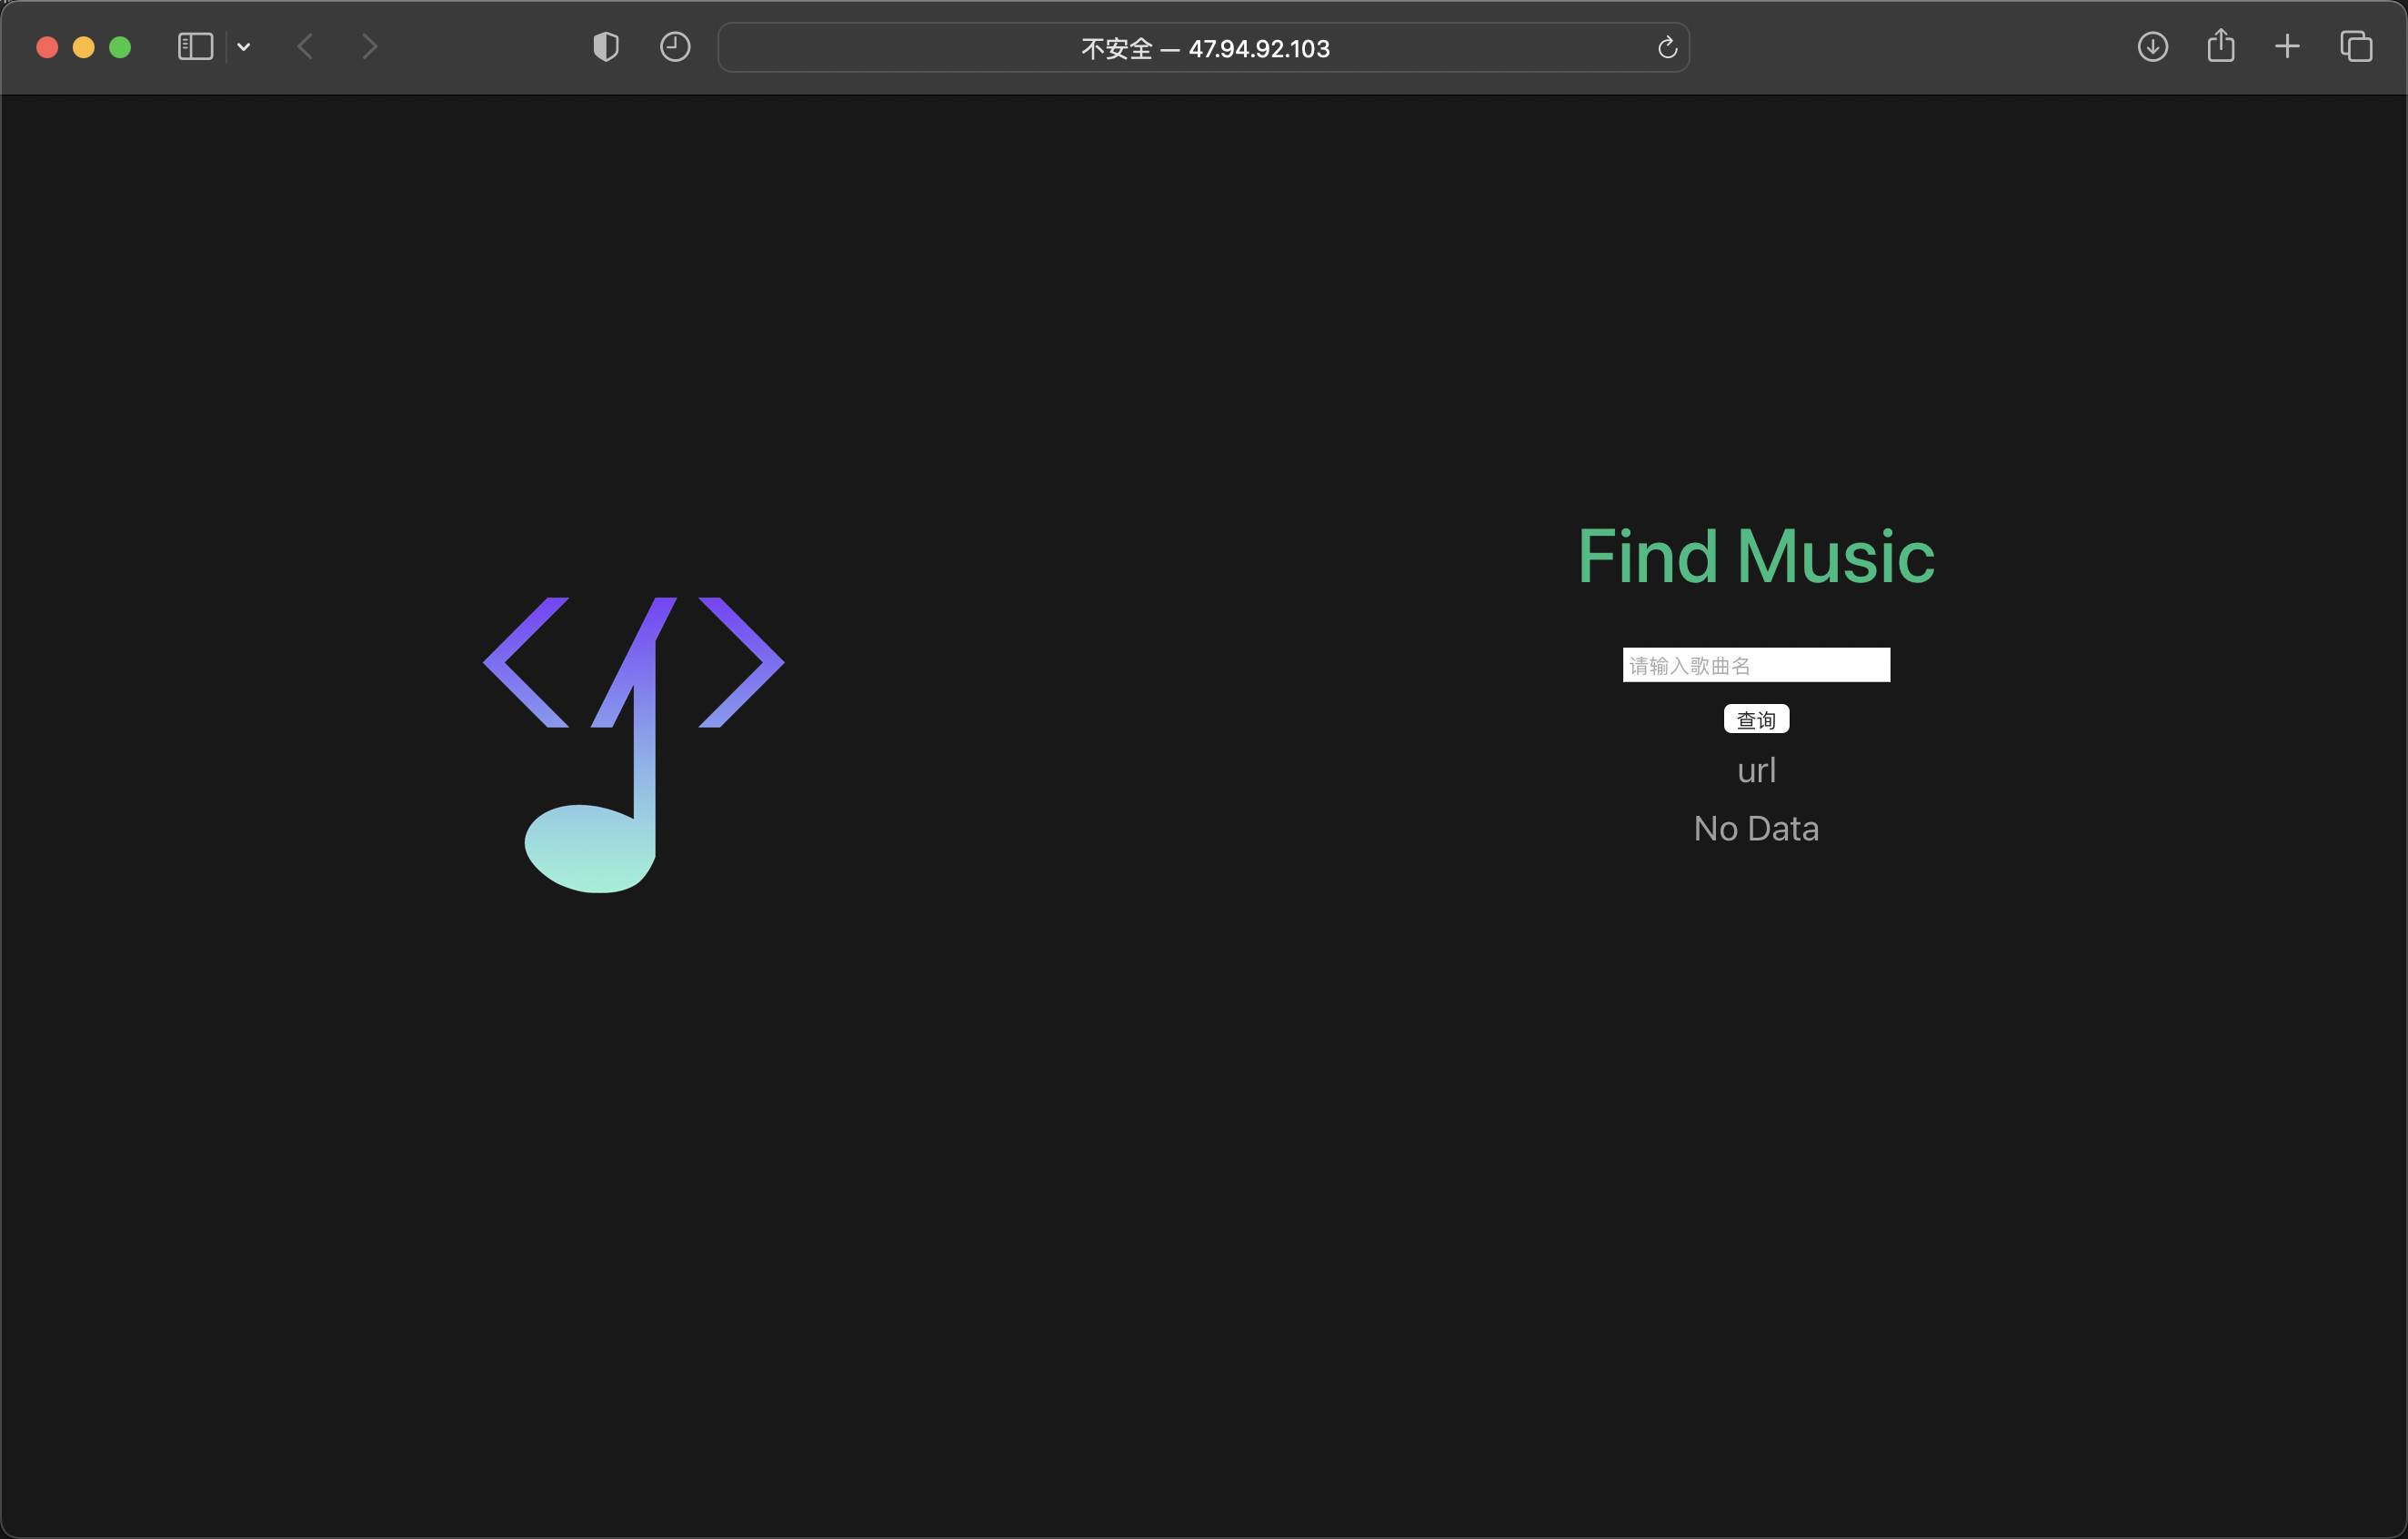 不安全 — 47.94.92.103
Find Music
请输入歌曲名
查询
url
No Data